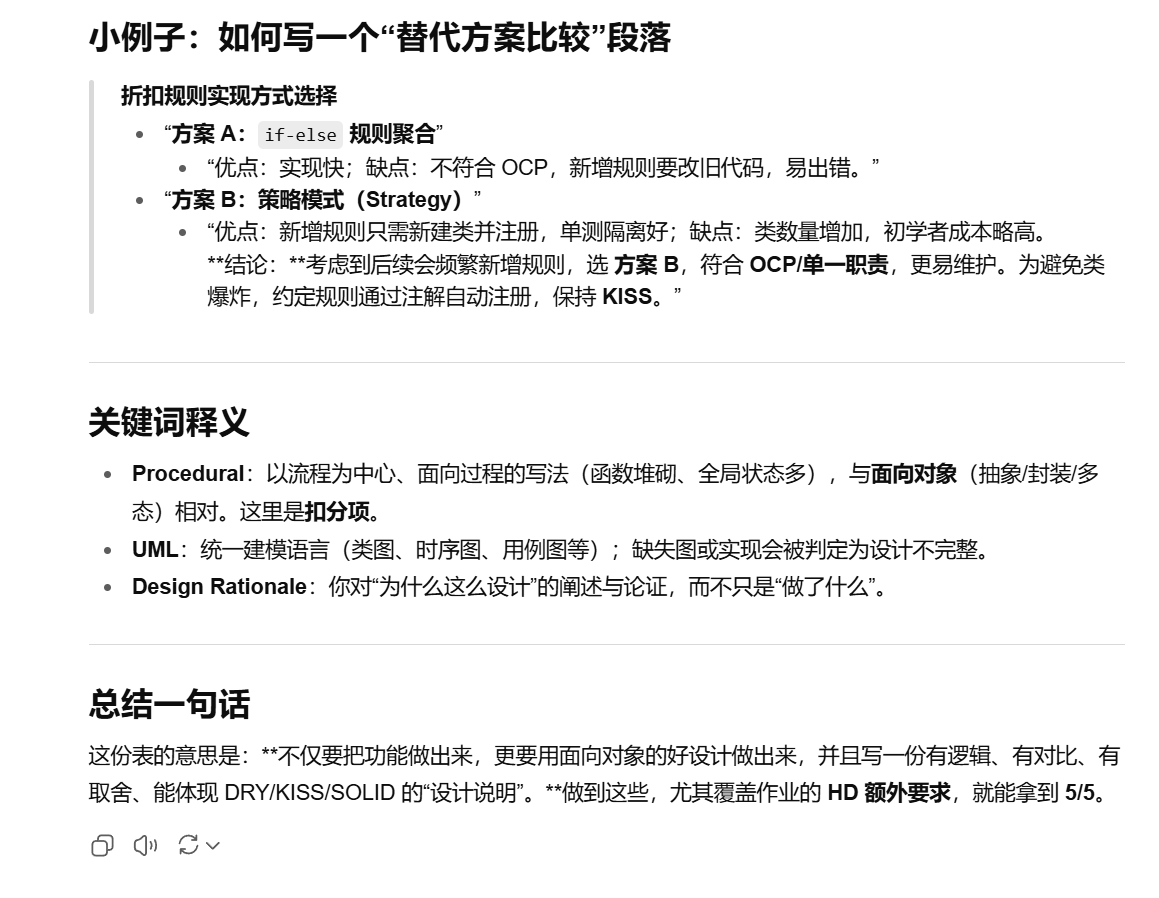 小例子：如何写一个“替代方案比较”段落
折扣规则实现方式选择
“方案 A：if-else 规则聚合”
“优点：实现快；缺点：不符合 OCP，新增规则要改旧代码，易出错。”
“方案 B：策略模式（Strategy）”
“优点：新增规则只需新建类并注册，单测隔离好；缺点：类数量增加，初学者成本略高。
**结论：**考虑到后续会频繁新增规则，选 方案 B，符合 OCP/单一职责，更易维护。为避免类
爆炸，约定规则通过注解自动注册，保持 KISS。”
关键词释义
Procedural：以流程为中心、面向过程的写法（函数堆砌、全局状态多），与面向对象（抽象/封装/多
态）相对。这里是扣分项。
UML：统一建模语言（类图、时序图、用例图等）；缺失图或实现会被判定为设计不完整。
Design Rationale：你对“为什么这么设计”的阐述与论证，而不只是“做了什么”。
总结一句话
这份表的意思是：**不仅要把功能做出来，更要用面向对象的好设计做出来，并且写一份有逻辑、有对比、有
取舍、能体现 DRY/KISS/SOLID 的“设计说明”。**做到这些，尤其覆盖作业的 HD 额外要求，就能拿到 5/5。